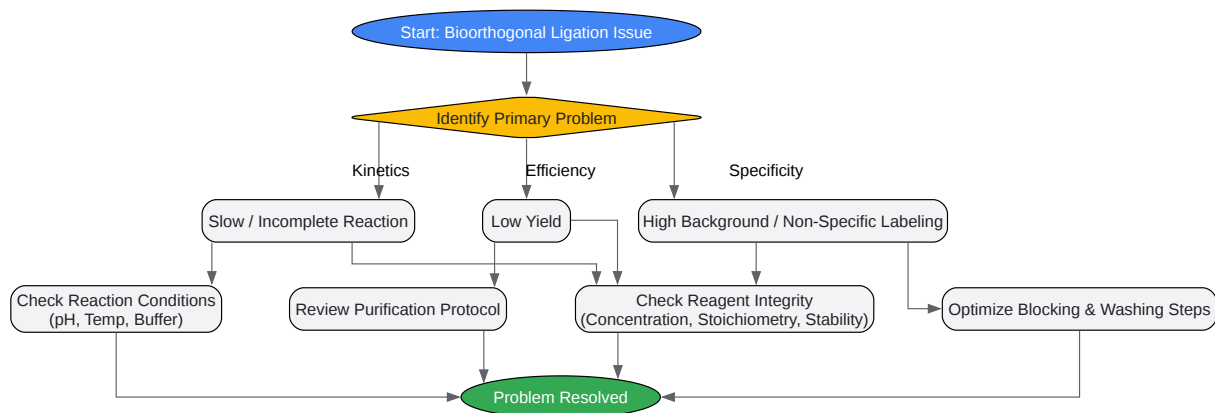 Start: Bioorthogonal Ligation Issue
Identify Primary Problem
Kinetics
Efficiency
Specificity
Slow / Incomplete Reaction
Low Yield
High Background / Non-Specific Labeling
Check Reaction Conditions
(pH, Temp, Buffer)
Review Purification Protocol
Check Reagent Integrity
(Concentration, Stoichiometry, Stability)
Optimize Blocking & Washing Steps
Problem Resolved